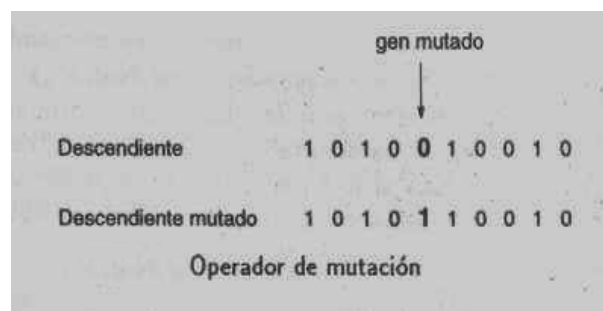 gen mutado
Descendiente 1 0 1 0 0 1 0 0 1 0
Descendiente mutado 1 0 1 0 1 1 0 0 1 0
Operador de mutación